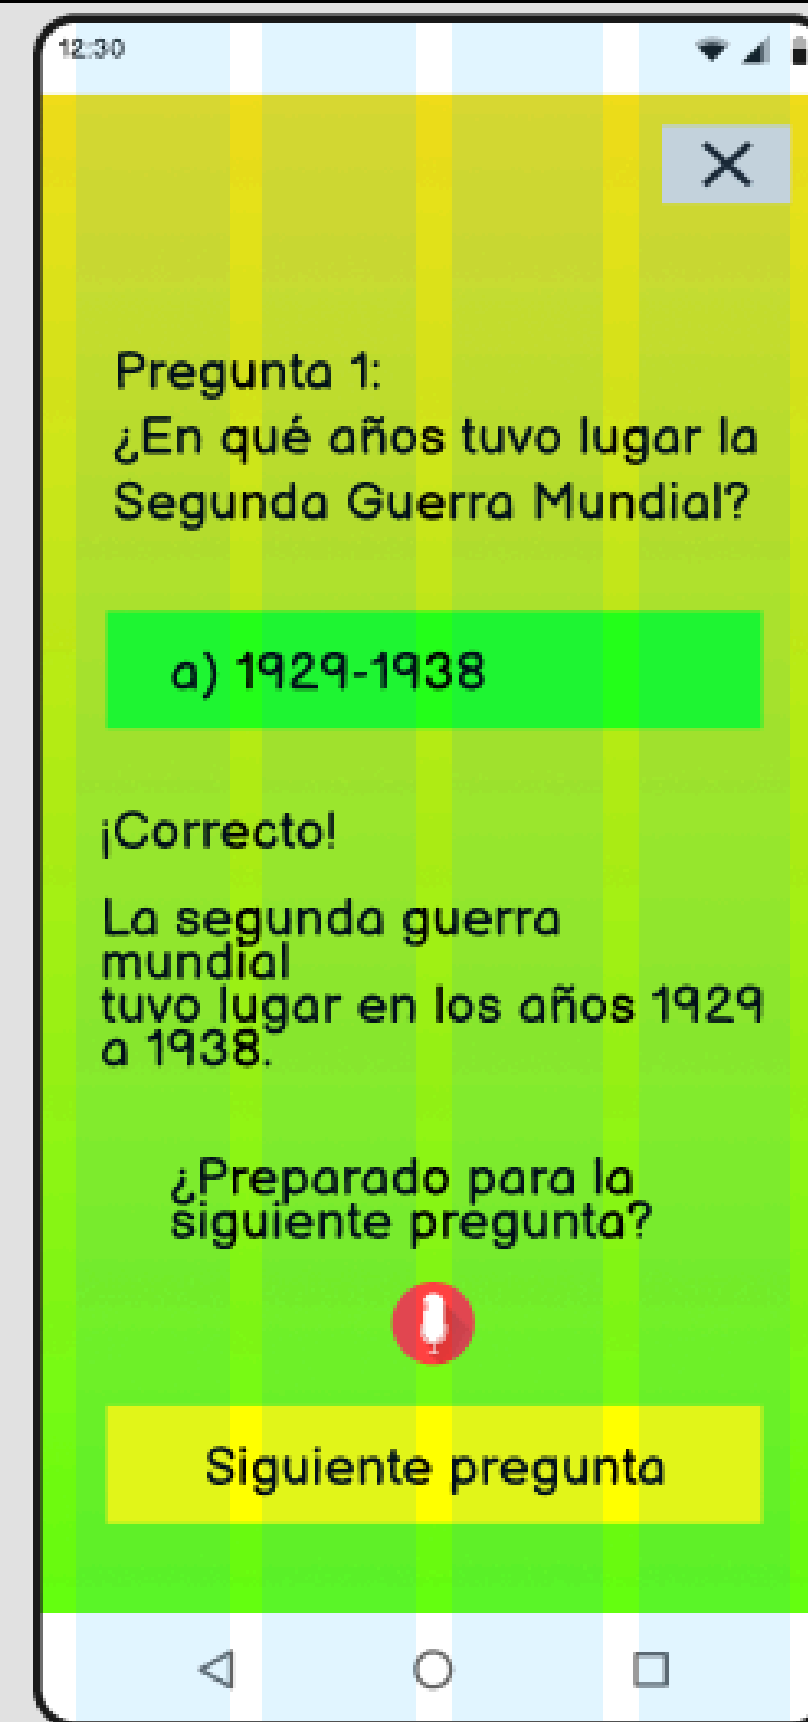 12:30
Pregunta 1:
¿En qué años tuvo lugar la
Segunda Guerra Mundial?
a) 1929-1938
¡Correcto!
La segunda guerra
mundial
tuvo lugar en los años 1929
a 1938.
¿Preparado para la
siguiente pregunta?
Siguiente pregunta